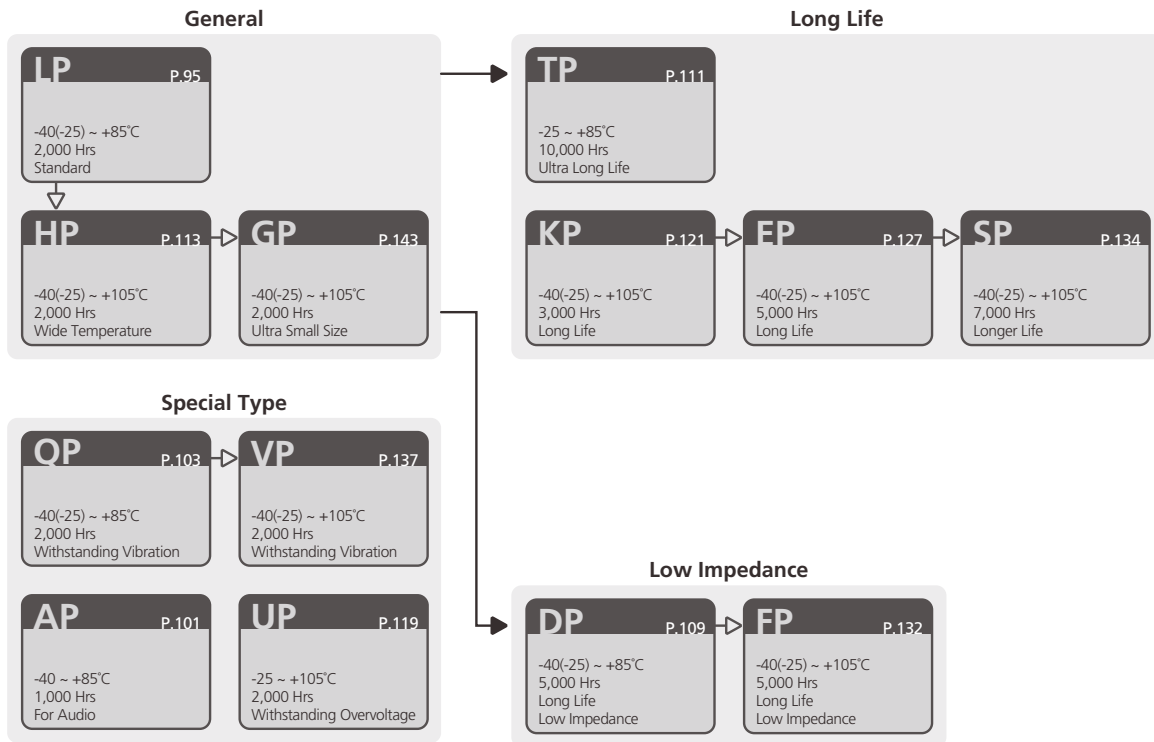 General
LP P.95
-40(-25) ~ +85˚C
2,000 Hrs
Standard
HP P.113
-40(-25) ~ +105˚C
2,000 Hrs
Wide Temperature
GP P.143
-40(-25) ~ +105˚C
2,000 Hrs
Ultra Small Size
Long Life
TP P.111
-25 ~ +85˚C
10,000 Hrs
Ultra Long Life
KP P.121
-40(-25) ~ +105˚C
3,000 Hrs
Long Life
EP P.127
-40(-25) ~ +105˚C
5,000 Hrs
Long Life
SP P.134
-40(-25) ~ +105˚C
7,000 Hrs
Longer Life
Special Type
QP P.103
-40(-25) ~ +85˚C
2,000 Hrs
Withstanding Vibration
VP P.137
-40(-25) ~ +105˚C
2,000 Hrs
Withstanding Vibration
AP P.101
-40 ~ +85˚C
1,000 Hrs
For Audio
UP P.119
-25 ~ +105˚C
2,000 Hrs
Withstanding Overvoltage
Low Impedance
DP P.109
-40(-25) ~ +85˚C
5,000 Hrs
Long Life
Low Impedance
FP P.132
-40(-25) ~ +105˚C
5,000 Hrs
Long Life
Low Impedance